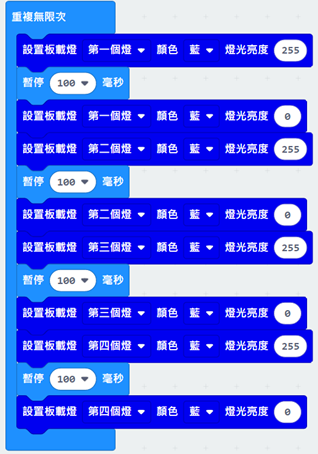 重複無限次
設置板載燈 第一個燈 顏色 藍 燈光亮度 255
暫停 100 毫秒
設置板載燈 第一個燈 顏色 藍 燈光亮度 0
設置板載燈 第二個燈 顏色 藍 燈光亮度 255
暫停 100 毫秒
設置板載燈 第二個燈 顏色 藍 燈光亮度 0
設置板載燈 第三個燈 顏色 藍 燈光亮度 255
暫停 100 毫秒
設置板載燈 第三個燈 顏色 藍 燈光亮度 0
設置板載燈 第四個燈 顏色 藍 燈光亮度 255
暫停 100 毫秒
設置板載燈 第四個燈 顏色 藍 燈光亮度 0